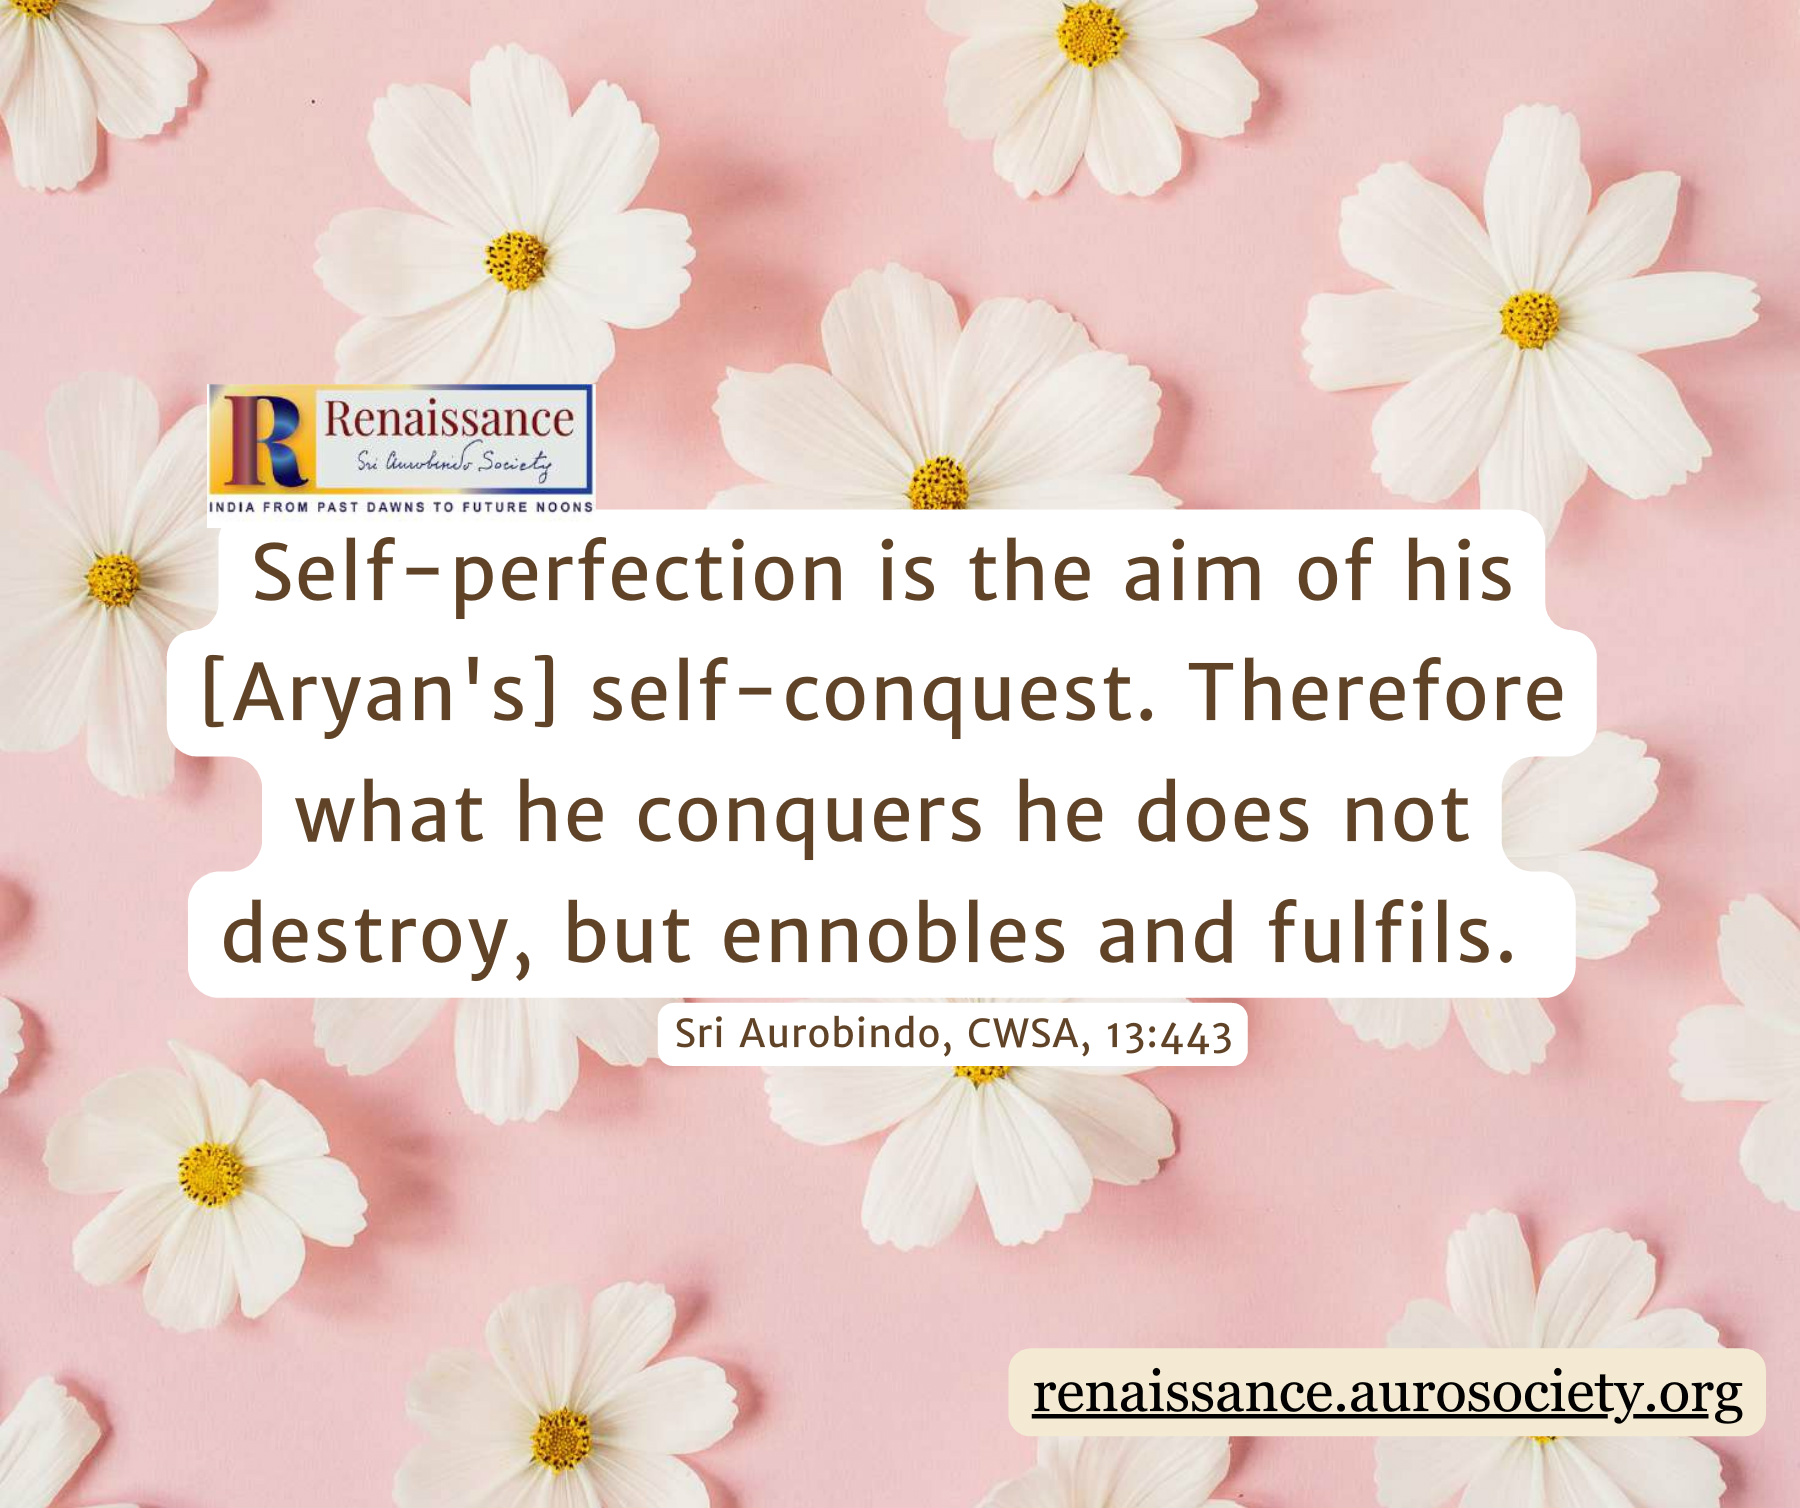 R Renaissance
Sri Aurobindo Society
INDIA FROM PAST DAWNS TO FUTURE NOONS
Self-perfection is the aim of his
[Aryan's] self-conquest. Therefore
what he conquers he does not
destroy, but ennobles and fulfils.
Sri Aurobindo, CWSA, 13:443
renaissance.aurosociety.org